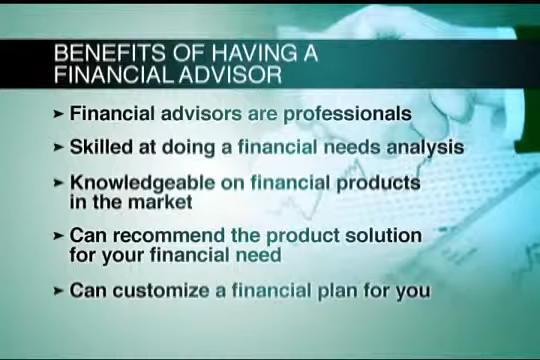 BENEFITS OF HAVING A
FINANCIAL ADVISOR
➤ Financial advisors are professionals
➤ Skilled at doing a financial needs analysis
➤ Knowledgeable on financial products
in the market
➤ Can recommend the product solution
for your financial need
➤ Can customize a financial plan for you